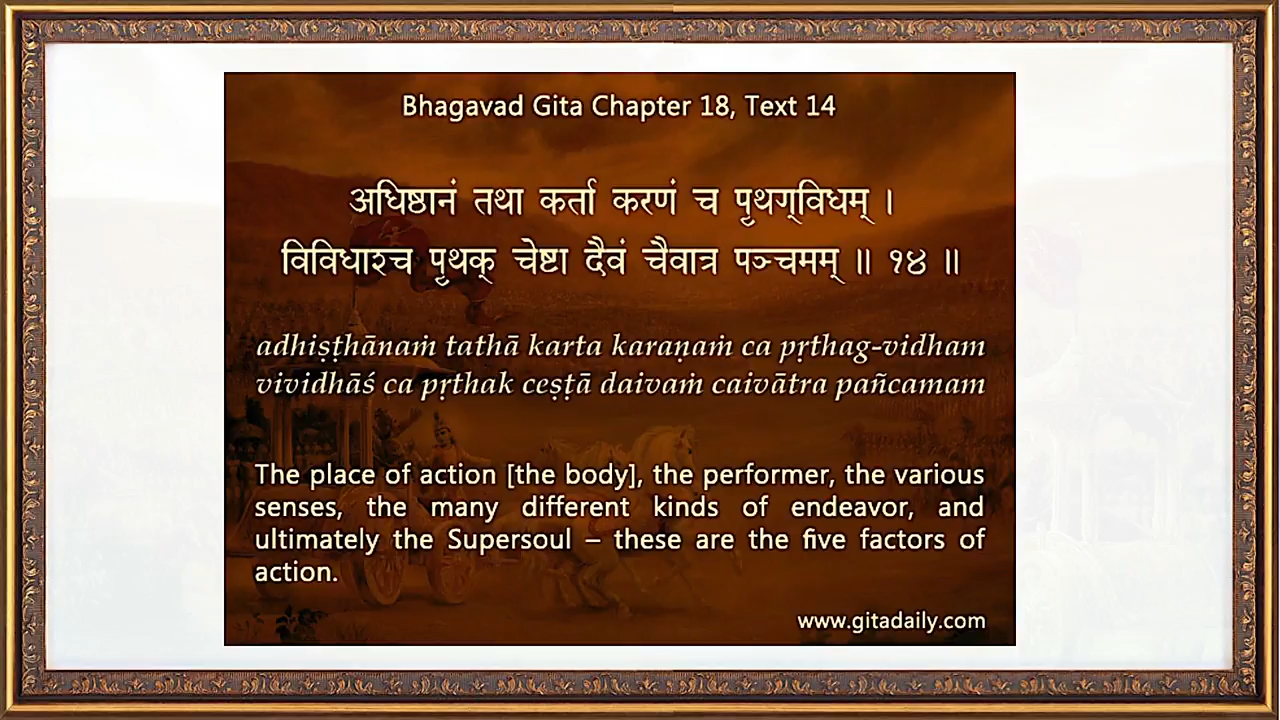 Bhagavad Gita Chapter 18, Text 14
अधिष्ठानं तथा कर्ता करणं च पृथग्विधम् ।
विविधाश्च पृथक् चेष्टा दैवं चैवात्र पञ्चमम् ॥ १४ ॥
adhiṣṭhānaṁ tathā karta karaṇaṁ ca pṛthag-vidham
vividhāś ca pṛthak ceṣṭā daivaṁ caivātra pañcamam
The place of action [the body], the performer, the various
senses, the many different kinds of endeavor, and
ultimately the Supersoul – these are the five factors of
action.
www.gitadaily.com